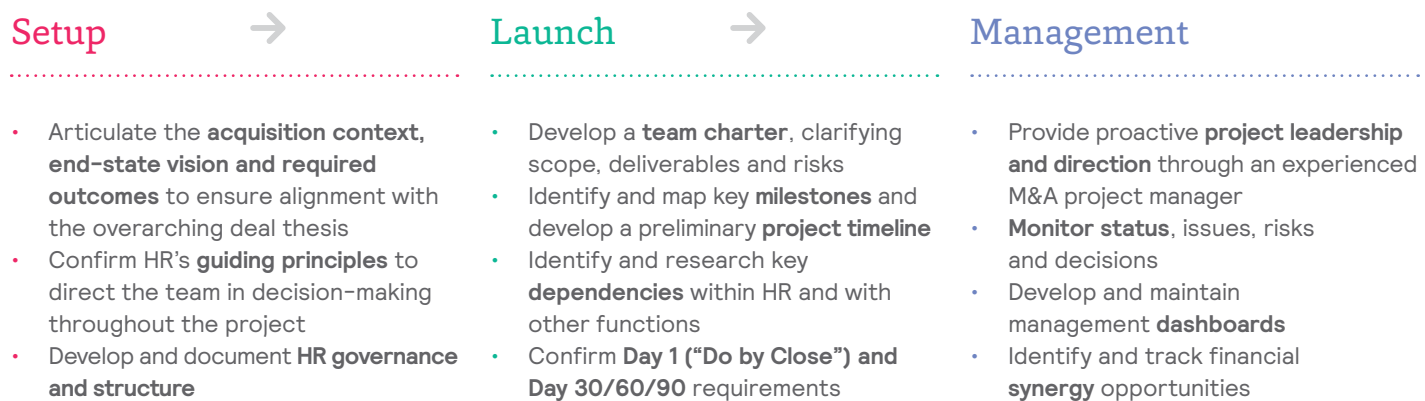 Setup
• Articulate the acquisition context,
end-state vision and required
outcomes to ensure alignment with
the overarching deal thesis
• Confirm HR’s guiding principles to
direct the team in decision-making
throughout the project
• Develop and document HR governance
and structure
Launch
• Develop a team charter, clarifying
scope, deliverables and risks
• Identify and map key milestones and
develop a preliminary project timeline
• Identify and research key
dependencies within HR and with
other functions
• Confirm Day 1 (“Do by Close”) and
Day 30/60/90 requirements
Management
• Provide proactive project leadership
and direction through an experienced
M&A project manager
• Monitor status, issues, risks
and decisions
• Develop and maintain
management dashboards
• Identify and track financial
synergy opportunities